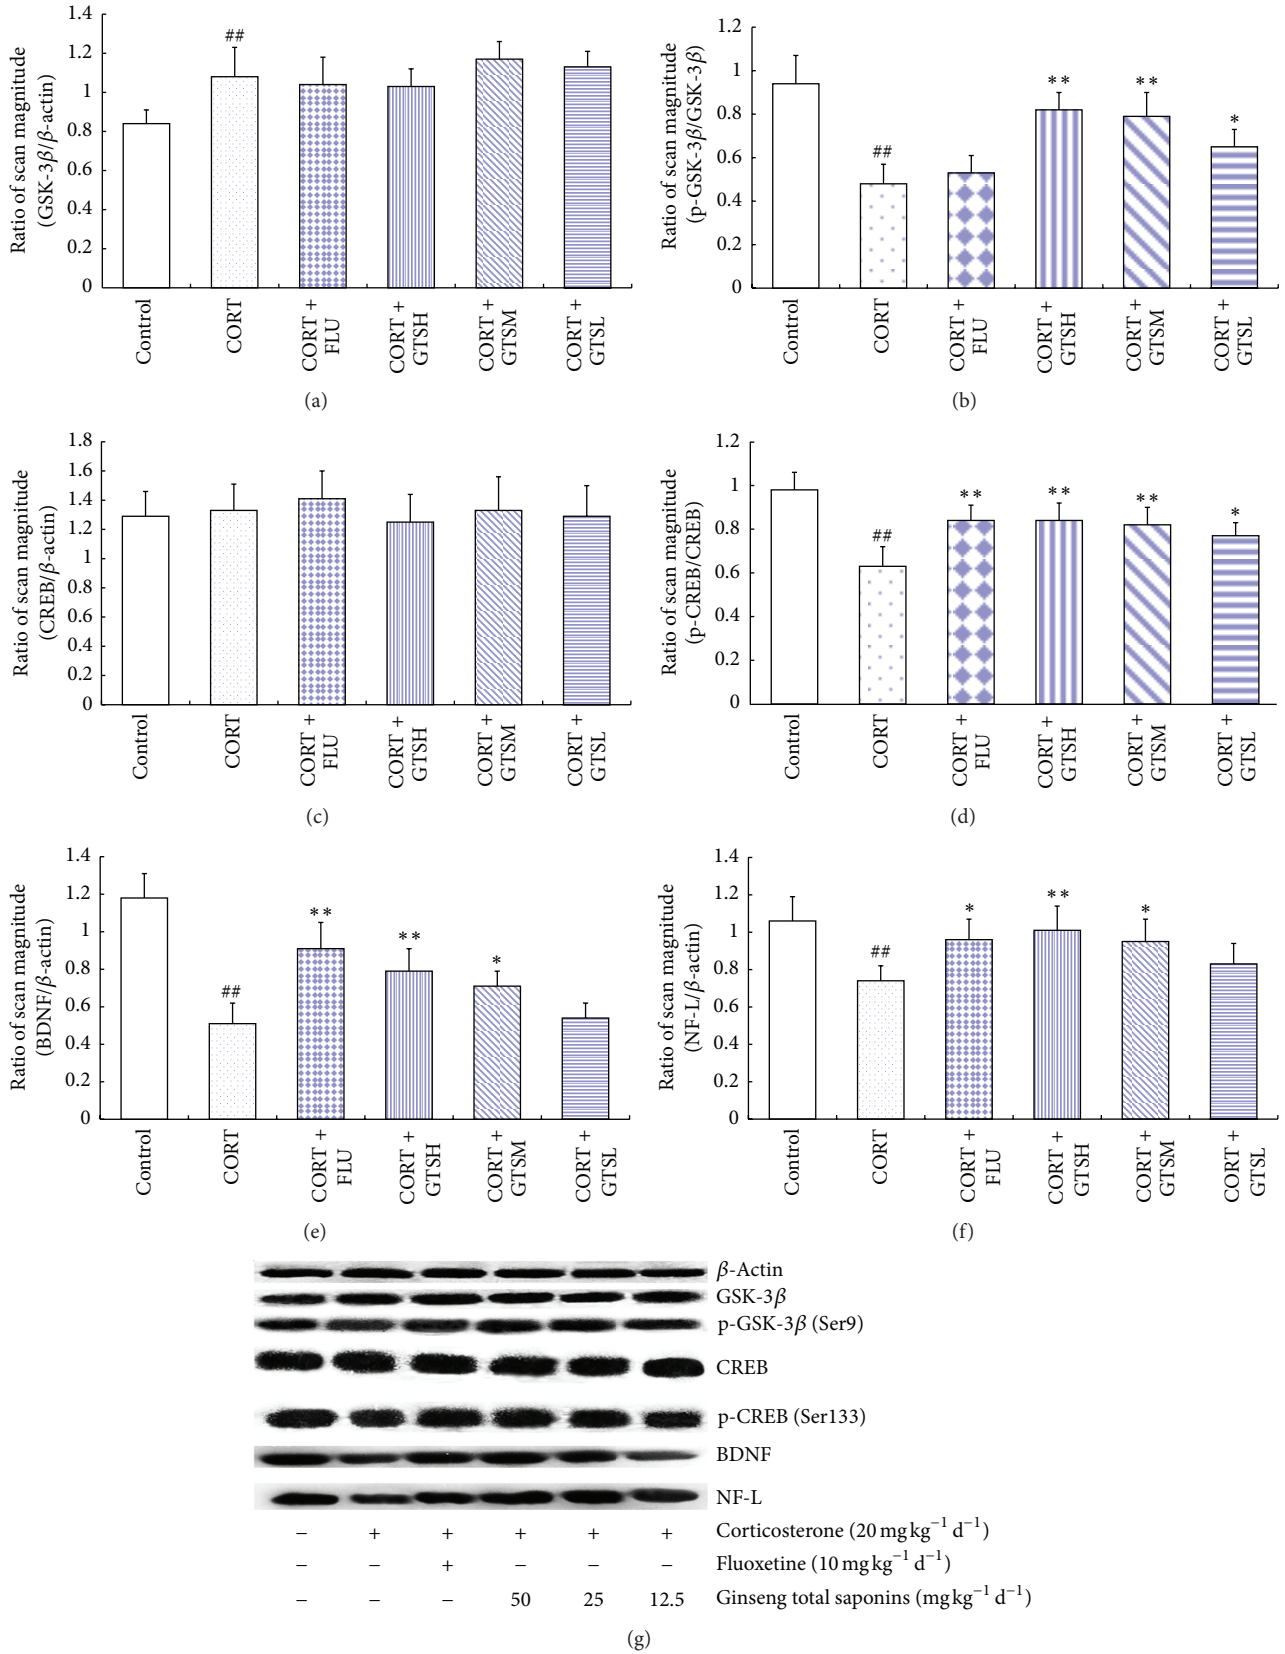 Ratio of scan magnitude
(GSK-3β/β-actin)
1.4
1.2
1
0.8
0.6
0.4
0.2
0
##
Control
CORT
CORT +
FLU
CORT +
GTSH
CORT +
GTSM
CORT +
GTSL
(a)
Ratio of scan magnitude
(p-GSK-3β/GSK-3β)
1.2
1
0.8
0.6
0.4
0.2
0
##
**
**
*
Control
CORT
CORT +
FLU
CORT +
GTSH
CORT +
GTSM
CORT +
GTSL
(b)
Ratio of scan magnitude
(CREB/β-actin)
1.8
1.6
1.4
1.2
1
0.8
0.6
0.4
0.2
0
Control
CORT
CORT +
FLU
CORT +
GTSH
CORT +
GTSM
CORT +
GTSL
(c)
Ratio of scan magnitude
(p-CREB/CREB)
1.2
1
0.8
0.6
0.4
0.2
0
##
**
**
**
*
Control
CORT
CORT +
FLU
CORT +
GTSH
CORT +
GTSM
CORT +
GTSL
(d)
Ratio of scan magnitude
(BDNF/β-actin)
1.4
1.2
1
0.8
0.6
0.4
0.2
0
##
**
**
*
Control
CORT
CORT +
FLU
CORT +
GTSH
CORT +
GTSM
CORT +
GTSL
(e)
Ratio of scan magnitude
(NF-L/β-actin)
1.4
1.2
1
0.8
0.6
0.4
0.2
0
##
*
**
*
Control
CORT
CORT +
FLU
CORT +
GTSH
CORT +
GTSM
CORT +
GTSL
(f)
β-Actin
GSK-3β
p-GSK-3β (Ser9)
CREB
p-CREB (Ser133)
BDNF
NF-L
− + + + + + Corticosterone (20 mg kg⁻¹ d⁻¹)
− − + − − − Fluoxetine (10 mg kg⁻¹ d⁻¹)
− − − 50 25 12.5 Ginseng total saponins (mg kg⁻¹ d⁻¹)
(g)